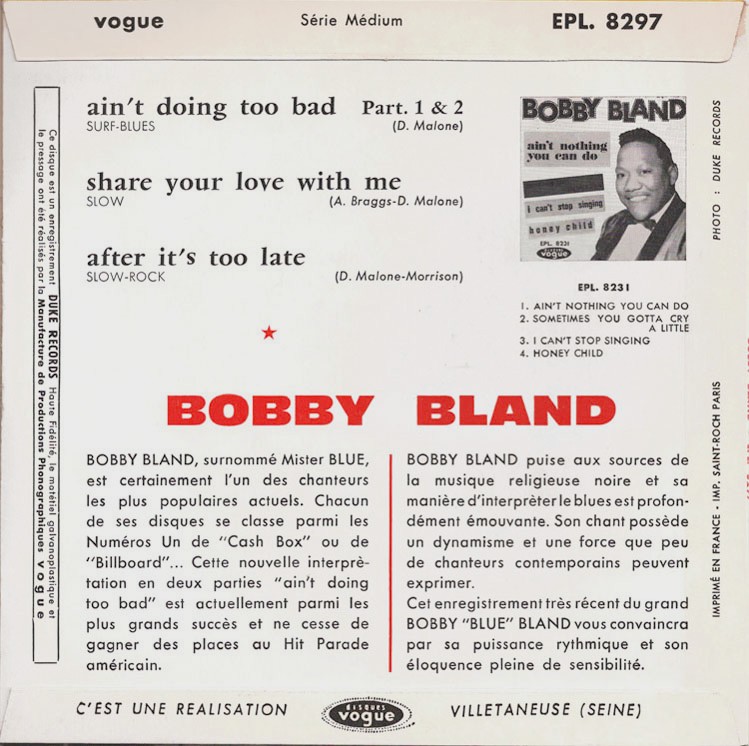 vogue Série Médium EPL. 8297
ain't doing too bad Part. 1 & 2
SURF-BLUES (D. Malone)
share your love with me
SLOW (A. Braggs-D. Malone)
after it's too late
SLOW-ROCK (D. Malone-Morrison)
BOBBY BLAND
ain't nothing
you can do
I can't stop singing
honey child
EPL. 8231
vogue
EPL. 8231
1. AIN'T NOTHING YOU CAN DO
2. SOMETIMES YOU GOTTA CRY
A LITTLE
3. I CAN'T STOP SINGING
4. HONEY CHILD
PHOTO : DUKE RECORDS
Ce disque est un enregistrement DUKE RECORDS Haute Fidélité, le matériel galvanoplastique et
le pressage ont été réalisés par la Manufacture de Productions Phonographiques vogue
BOBBY BLAND
BOBBY BLAND, surnommé Mister BLUE,
est certainement l'un des chanteurs
les plus populaires actuels. Chacun
de ses disques se classe parmi les
Numéros Un de "Cash Box" ou de
"Billboard"... Cette nouvelle interprè-
tation en deux parties "ain't doing
too bad" est actuellement parmi les
plus grands succès et ne cesse de
gagner des places au Hit Parade
américain.
BOBBY BLAND puise aux sources de
la musique religieuse noire et sa
manière d'interprèter le blues est profon-
dément émouvante. Son chant possède
un dynamisme et une force que peu
de chanteurs contemporains peuvent
exprimer.
Cet enregistrement très récent du grand
BOBBY "BLUE" BLAND vous convaincra
par sa puissance rythmique et son
éloquence pleine de sensibilité.
IMPRIMÉ EN FRANCE - IMP. SAINT-ROCH PARIS
C'EST UNE REALISATION disques vogue VILLETANEUSE (SEINE)